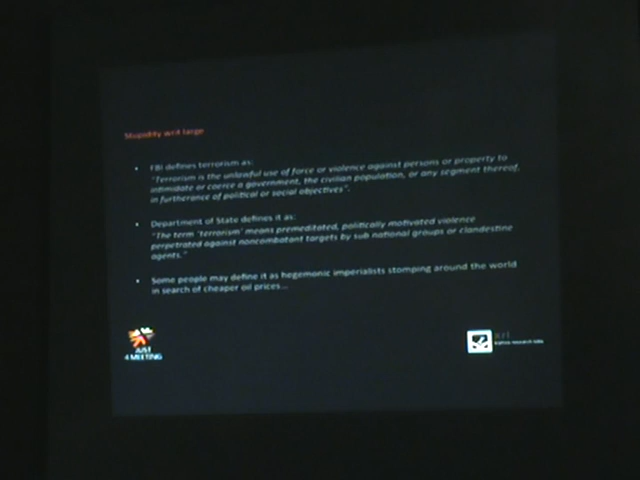 Stupidity writ large
• FBI defines terrorism as:
"Terrorism is the unlawful use of force or violence against persons or property to
intimidate or coerce a government, the civilian population, or any segment thereof,
in furtherance of political or social objectives".
• Department of State defines it as:
"The term 'terrorism' means premeditated, politically motivated violence
perpetrated against noncombatant targets by sub national groups or clandestine
agents."
• Some people may define it as hegemonic imperialists stomping around the world
in search of cheaper oil prices...
JUST
4 MEETING